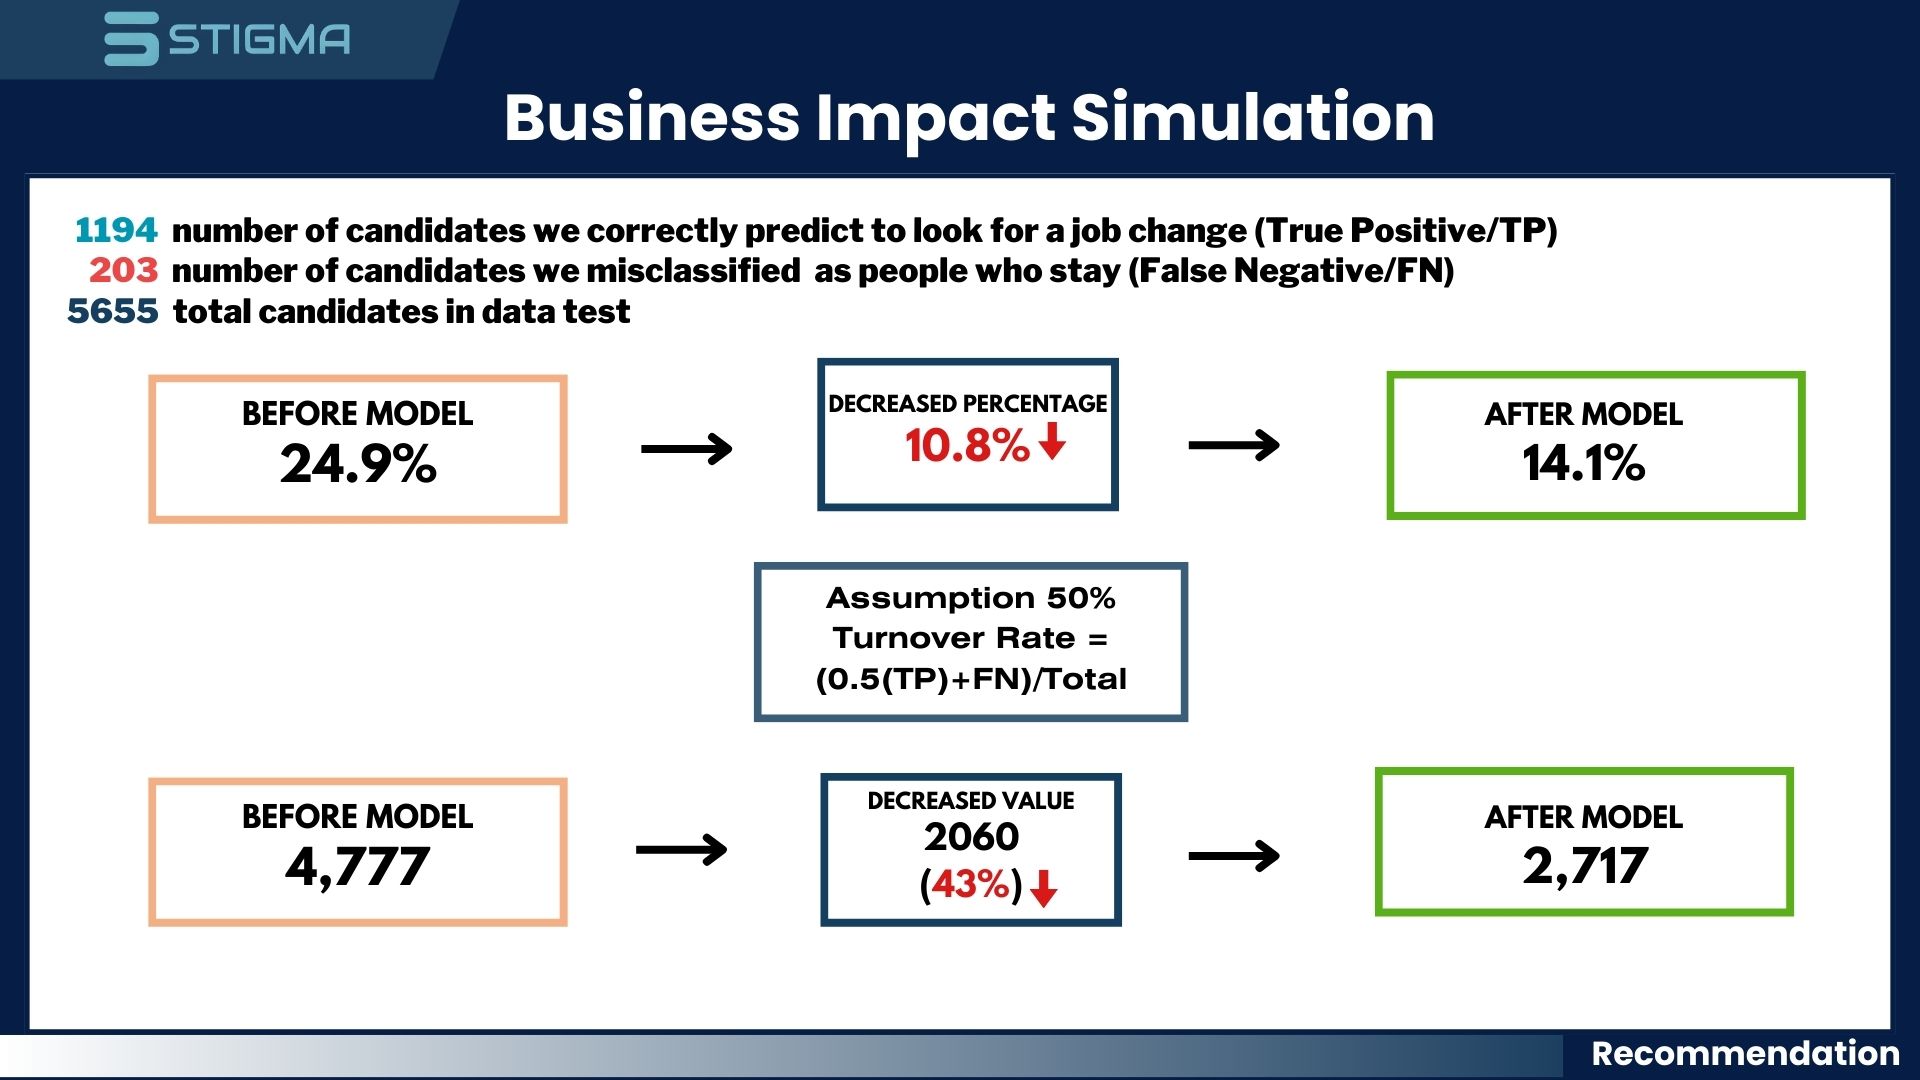 STIGMA
Business Impact Simulation
1194 number of candidates we correctly predict to look for a job change (True Positive/TP)
203 number of candidates we misclassified as people who stay (False Negative/FN)
5655 total candidates in data test
BEFORE MODEL
24.9%
DECREASED PERCENTAGE
10.8%
AFTER MODEL
14.1%
Assumption 50%
Turnover Rate =
(0.5(TP)+FN)/Total
BEFORE MODEL
4,777
DECREASED VALUE
2060
(43%)
AFTER MODEL
2,717
Recommendation